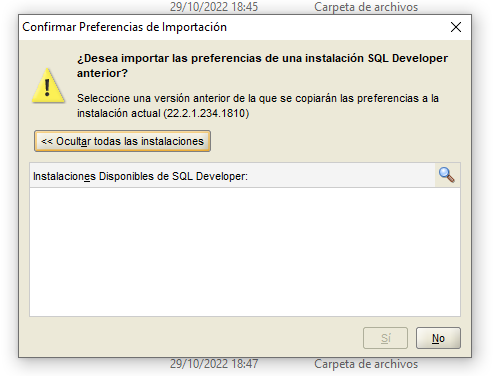 29/10/2022 18:45 Carpeta de archivos
Confirmar Preferencias de Importación
¿Desea importar las preferencias de una instalación SQL Developer
anterior?
Seleccione una versión anterior de la que se copiarán las preferencias a la
instalación actual (22.2.1.234.1810)
<< Ocultar todas las instalaciones
Instalaciones Disponibles de SQL Developer:
Sí No
29/10/2022 18:47 Carpeta de archivos